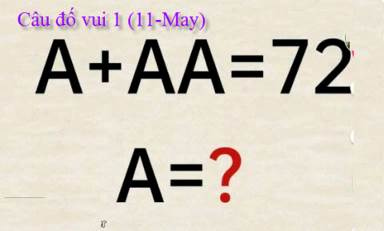 Câu đố vui 1 (11-May)
A+AA=72
A=?